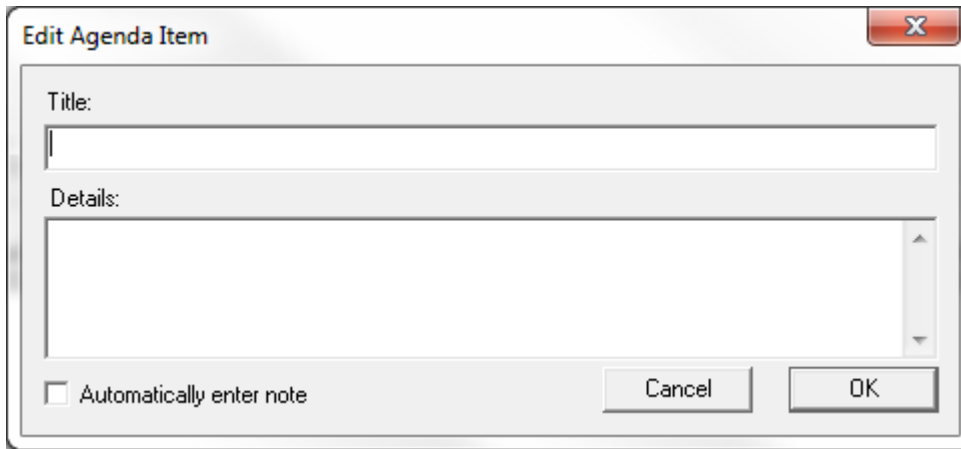 Edit Agenda Item
Title:
Details:
Automatically enter note
Cancel
OK